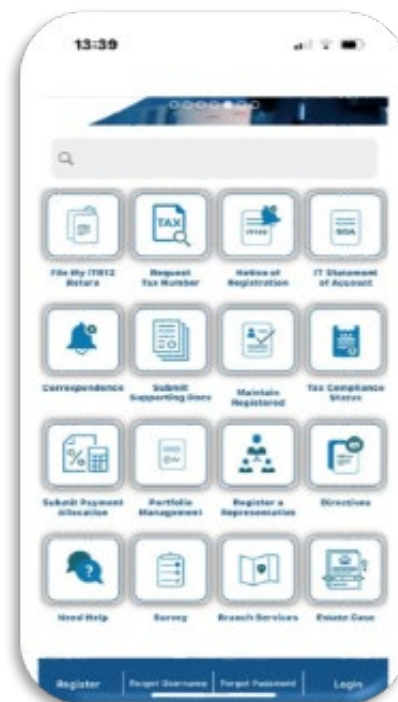 13:39
TAX
SOA
File My ITR12
Return
Request
Tax Number
Notice of
Registration
IT Statement
of Account
Correspondence
Submit
Supporting Docs
Maintain
Registered
Tax Compliance
Status
Submit Payment
Allocation
Portfolio
Management
Register a
Representative
Directives
Need Help
Survey
Branch Services
Estate Case
Register
Forgot Username
Forgot Password
Login